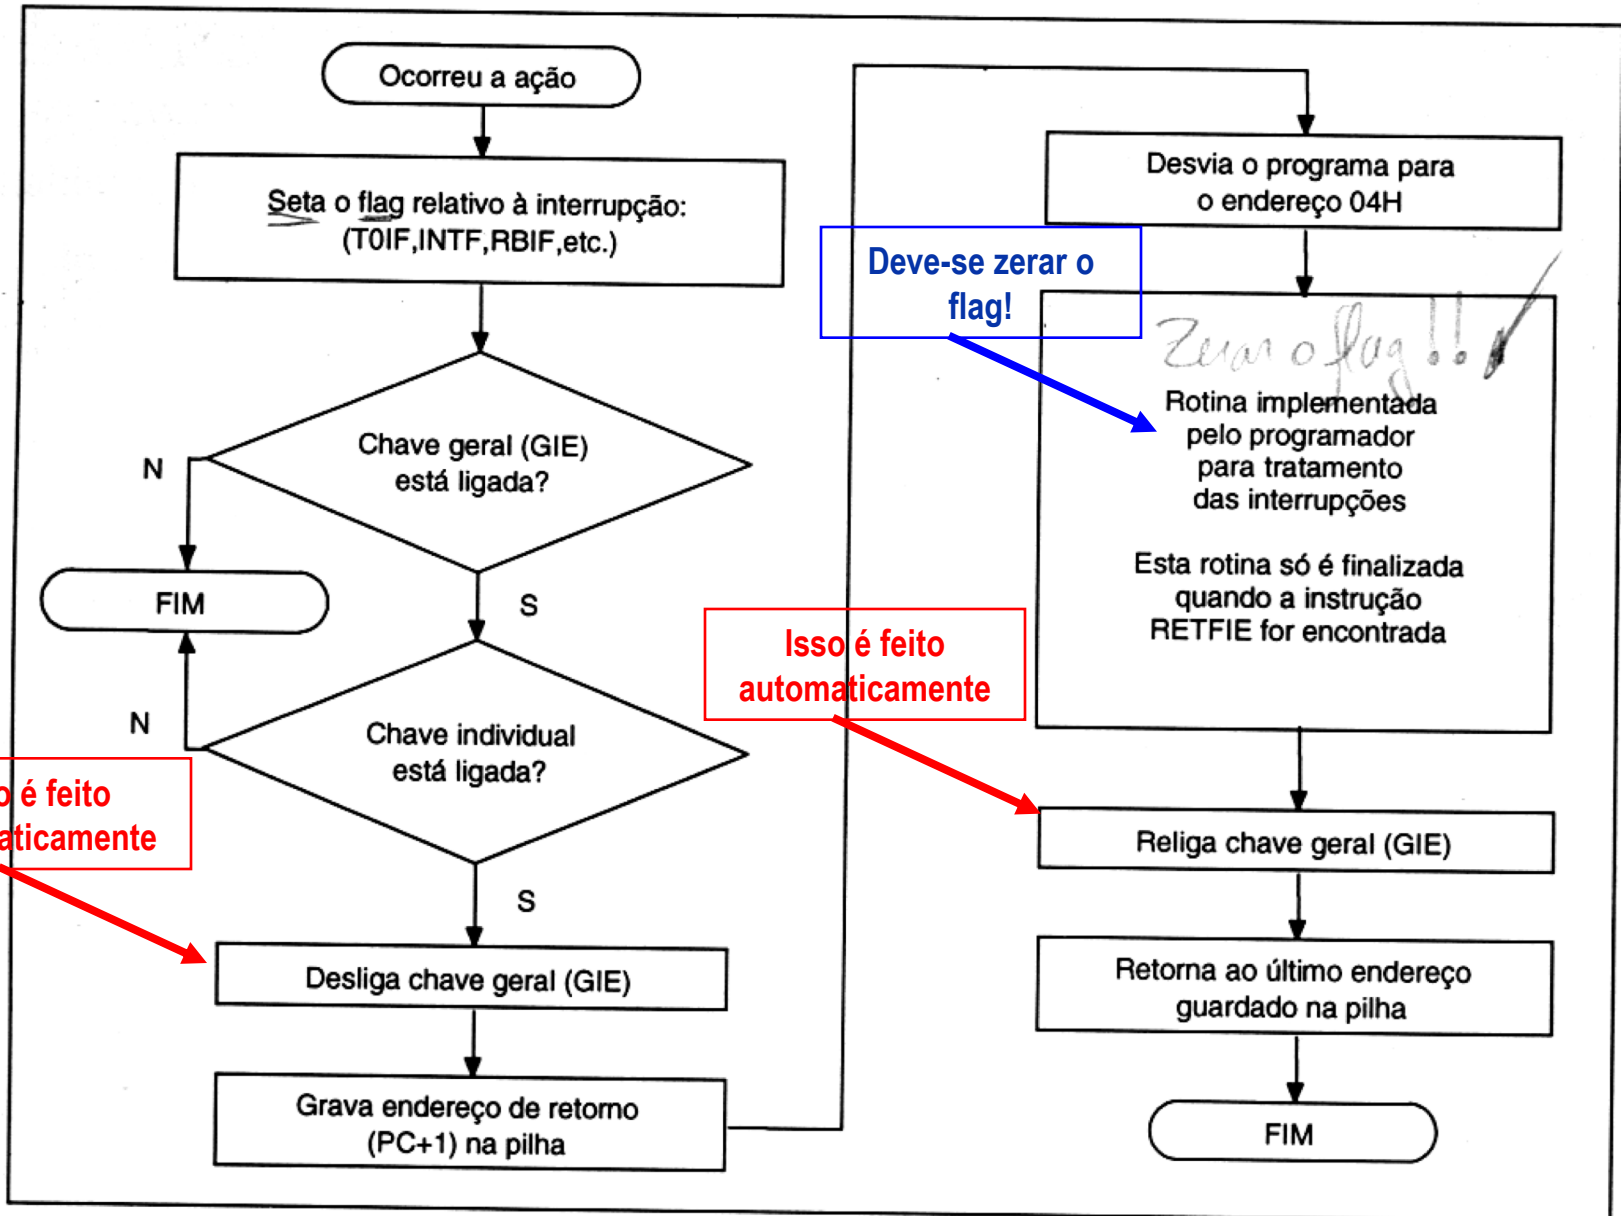 Ocorreu a ação
Seta o flag relativo à interrupção:
(T0IF,INTF,RBIF,etc.)
Chave geral (GIE)
está ligada?
N
FIM
S
N
Chave individual
está ligada?
é feito
aticamente
S
Desliga chave geral (GIE)
Grava endereço de retorno
(PC+1) na pilha
Desvia o programa para
o endereço 04H
Deve-se zerar o
flag!
Zerar o flag!!
Rotina implementada
pelo programador
para tratamento
das interrupções
Esta rotina só é finalizada
quando a instrução
RETFIE for encontrada
Isso é feito
automaticamente
Religa chave geral (GIE)
Retorna ao último endereço
guardado na pilha
FIM